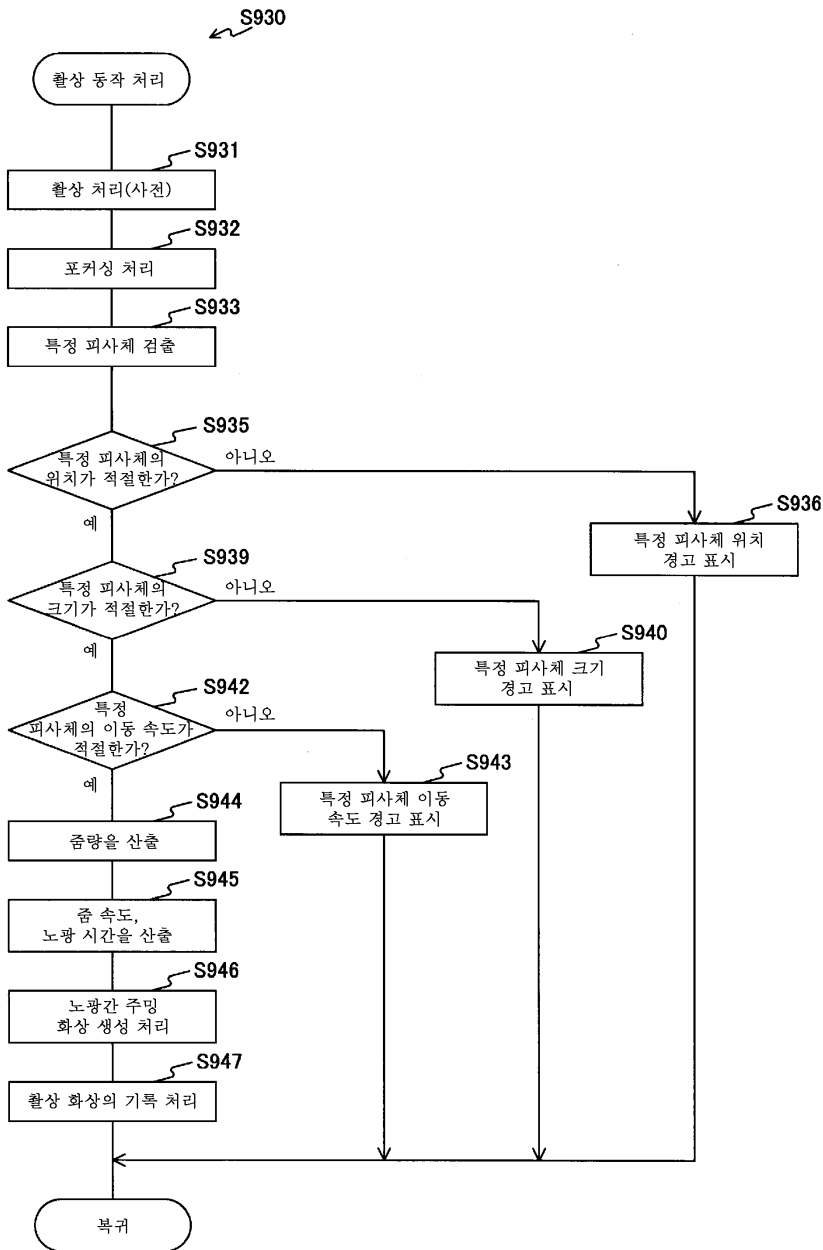 S930
촬상 동작 처리
S931
촬상 처리(사전)
S932
포커싱 처리
S933
특정 피사체 검출
S935
특정 피사체의
위치가 적절한가?
아니오
예
S936
특정 피사체 위치
경고 표시
S939
특정 피사체의
크기가 적절한가?
아니오
예
S940
특정 피사체 크기
경고 표시
S942
특정
피사체의 이동 속도가
적절한가?
아니오
예
S943
특정 피사체 이동
속도 경고 표시
S944
줌량을 산출
S945
줌 속도,
노광 시간을 산출
S946
노광간 주밍
화상 생성 처리
S947
촬상 화상의 기록 처리
복귀